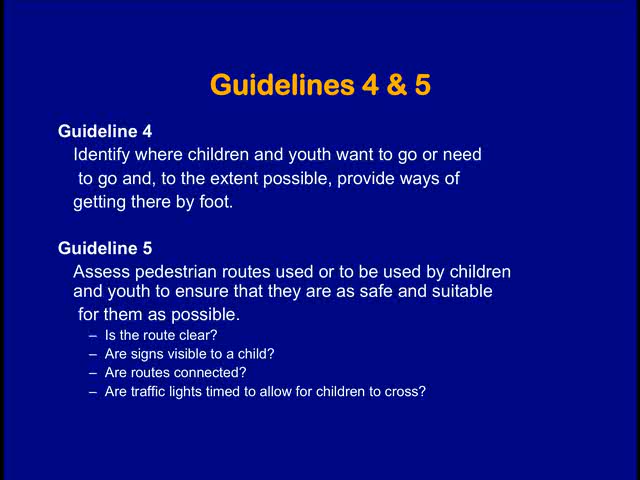 Guidelines 4 & 5
Guideline 4
Identify where children and youth want to go or need
to go and, to the extent possible, provide ways of
getting there by foot.
Guideline 5
Assess pedestrian routes used or to be used by children
and youth to ensure that they are as safe and suitable
for them as possible.
– Is the route clear?
– Are signs visible to a child?
– Are routes connected?
– Are traffic lights timed to allow for children to cross?